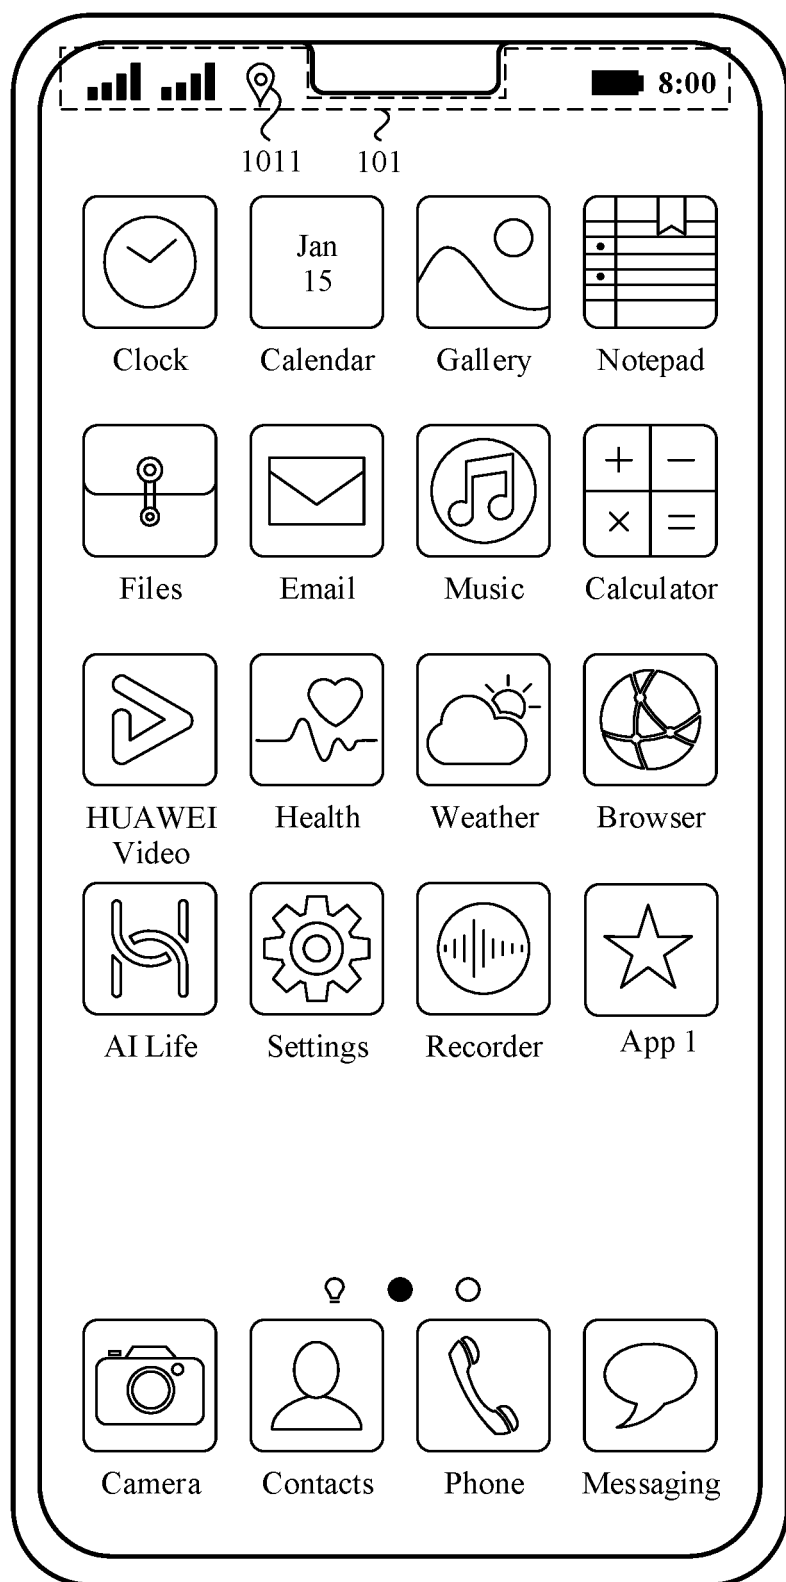 8:00
1011 101
Jan
15
Clock Calendar Gallery Notepad
+ −
× =
Files Email Music Calculator
HUAWEI Health Weather Browser
Video
AI Life Settings Recorder App 1
Camera Contacts Phone Messaging